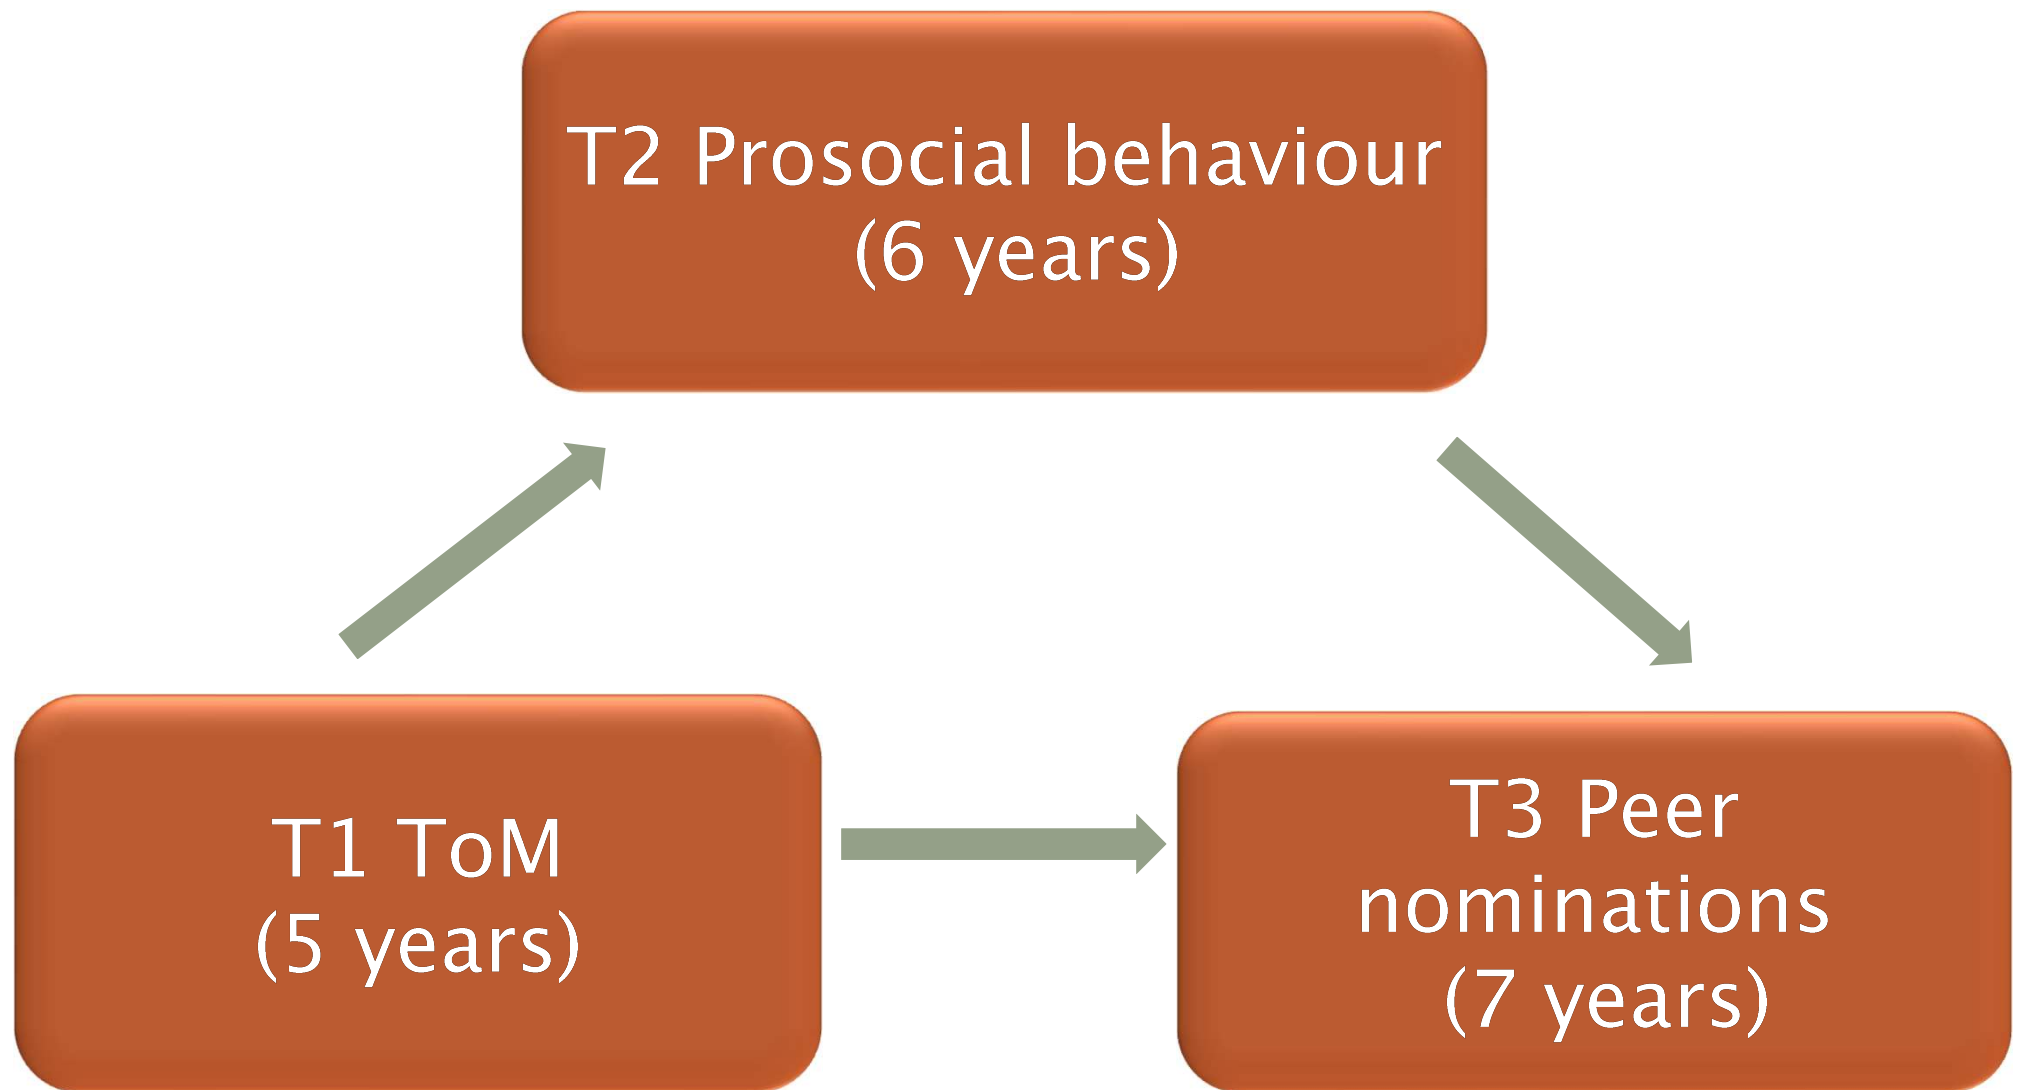 T2 Prosocial behaviour
(6 years)
T1 ToM
(5 years)
T3 Peer
nominations
(7 years)